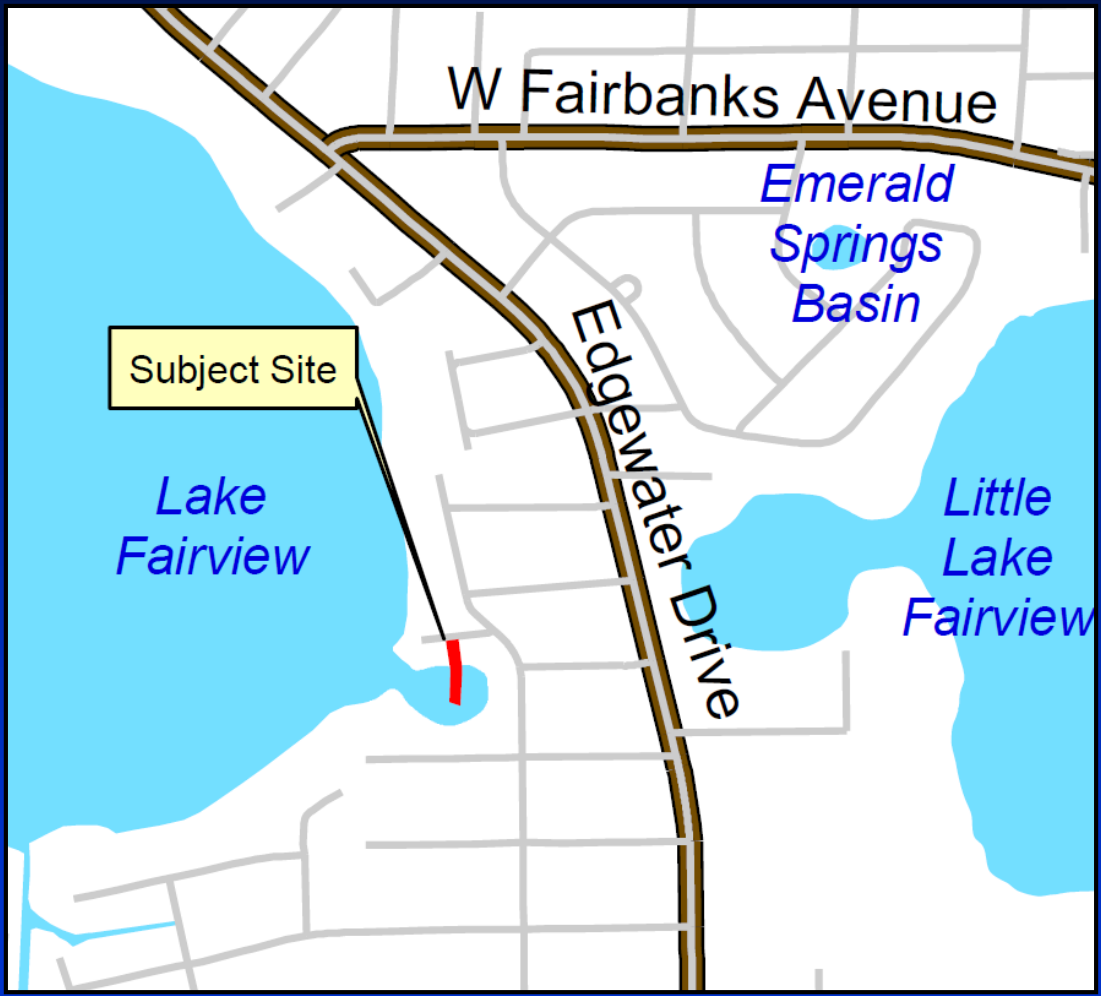 W Fairbanks Avenue
Emerald
Springs
Basin
Edgewater Drive
Subject Site
Lake
Fairview
Little
Lake
Fairview